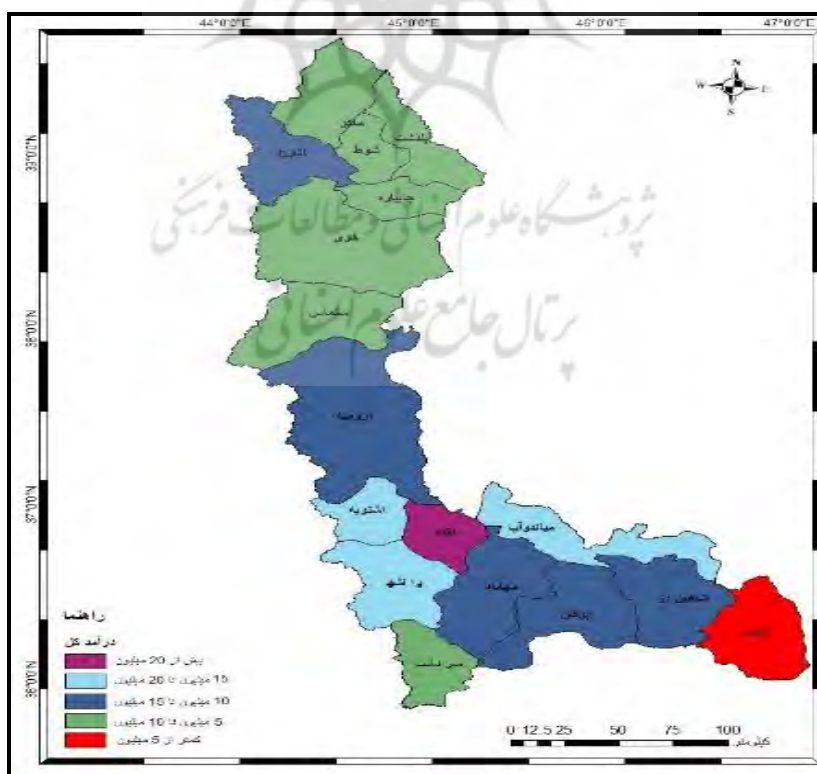 44°0'0"E 45°0'0"E 46°0'0"E 47°0'0"E
N
W E
S
39°0'0"N
38°0'0"N
37°0'0"N
36°0'0"N
ماکو
شوط
چایپاره
خوی
سلماس
ارومیه
اشنویه
میاندوآب
مهاباد
پژوهشگاه علوم انسانی و مطالعات فرهنگی
پرتال جامع علوم انسانی
راهنما
درآمد کل
بیش از 20 میلیون
15 میلیون تا 20 میلیون
10 میلیون تا 15 میلیون
5 میلیون تا 10 میلیون
کمتر از 5 میلیون
0 12.5 25 50 75 100
کیلومتر